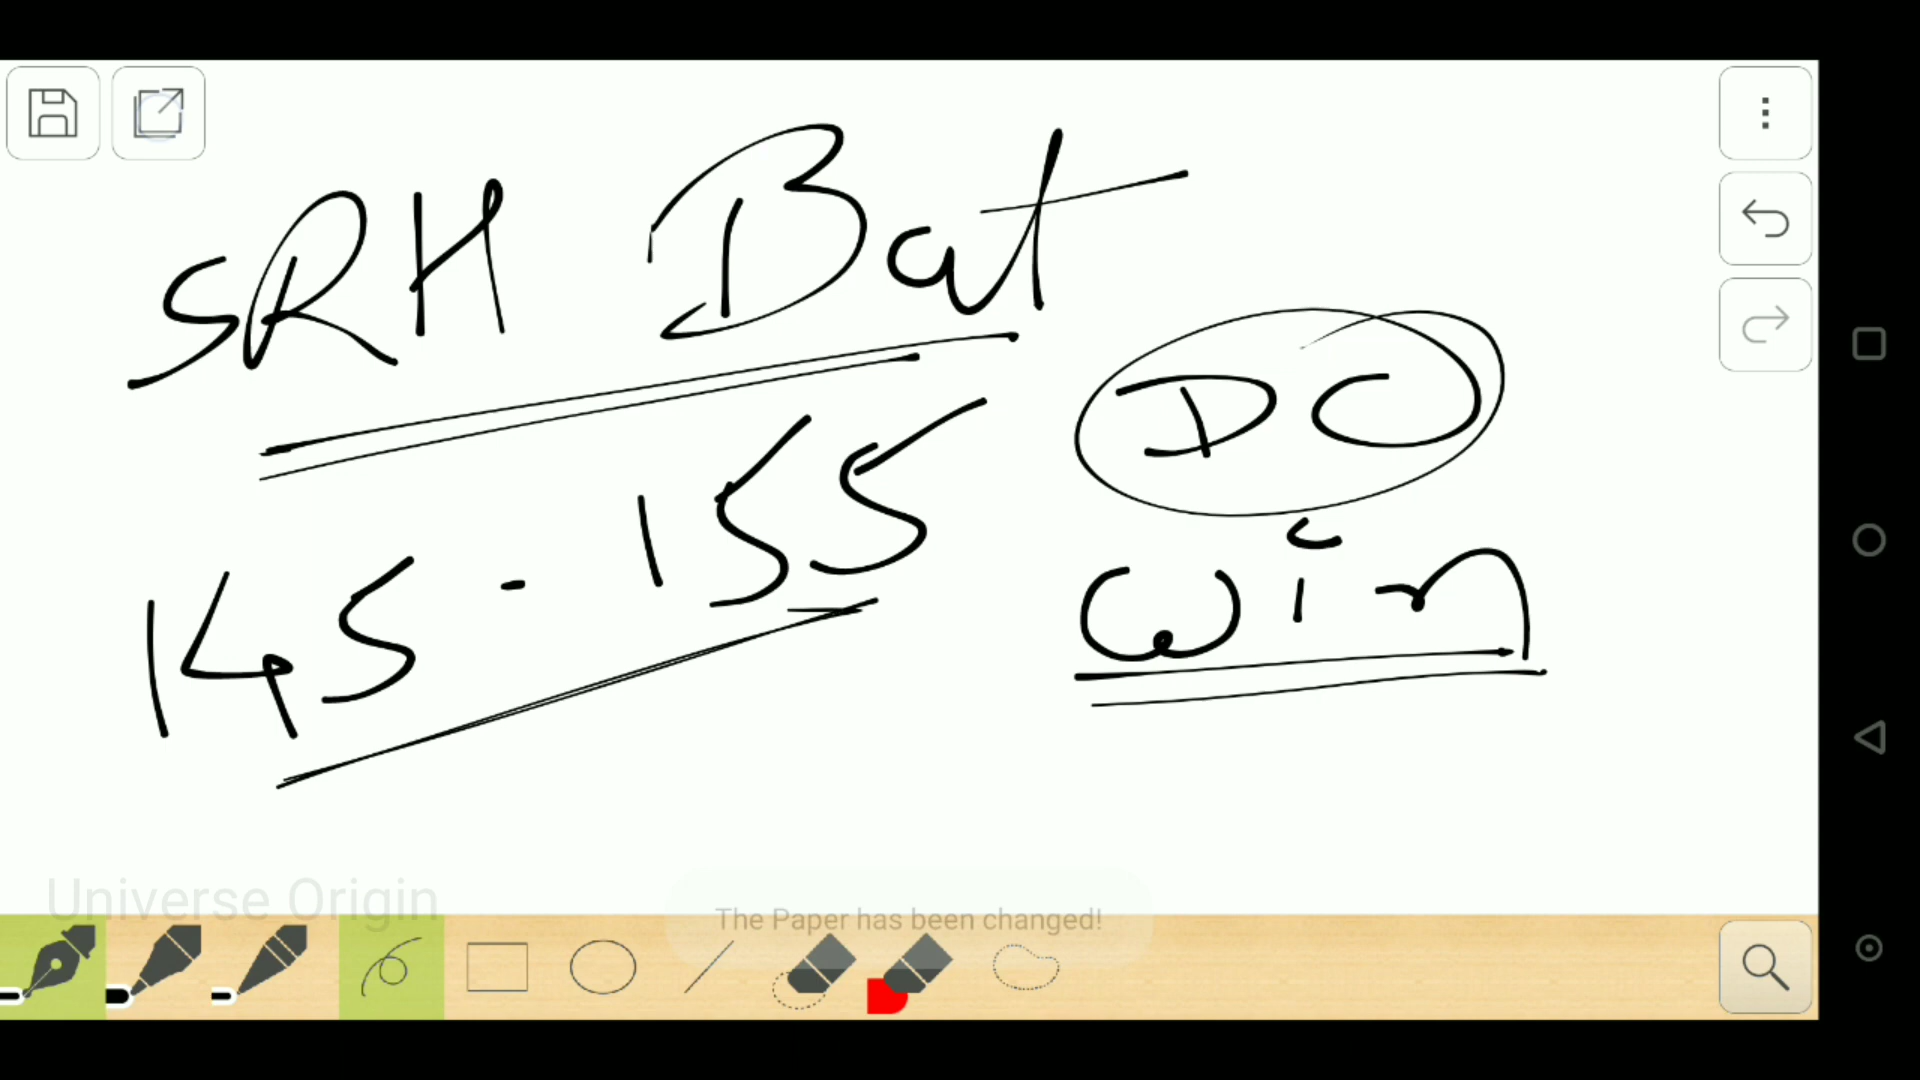 SRH Bat
145 - 155
DC
Win
Universe Origin
The Paper has been changed!